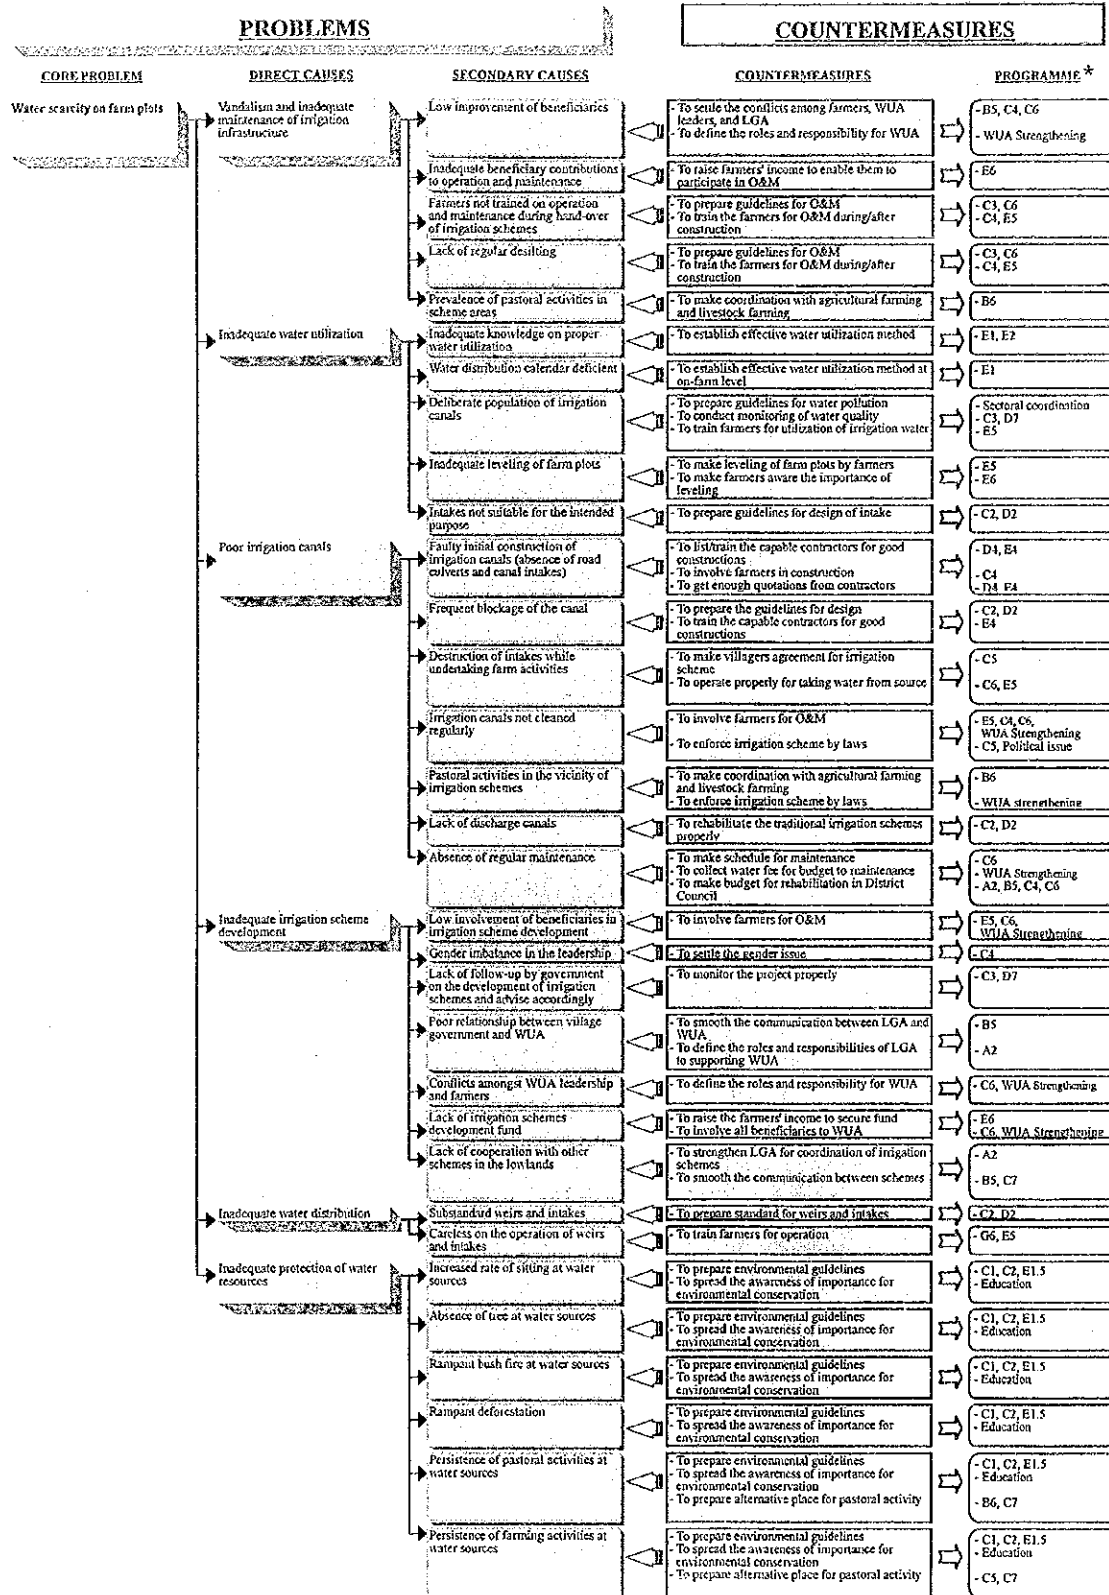 PROBLEMS
COUNTERMEASURES
CORE PROBLEM
DIRECT CAUSES
SECONDARY CAUSES
COUNTERMEASURES
PROGRAMME*
Water scarcity on farm plots
Vandalism and inadequate
maintenance of irrigation
infrastructure
Low improvement of beneficiaries
- To settle the conflicts among farmers, WUA
leaders, and LGA
- To define the roles and responsibility for WUA
- B5, C4, C6
- WUA Strengthening
Inadequate beneficiary contributions
to operation and maintenance
- To raise farmers' income to enable them to
participate in O&M
- E6
Farmers not trained on operation
and maintenance during hand-over
of irrigation schemes
- To prepare guidelines for O&M
- To train the farmers for O&M during/after
construction
- C3, C6
- C4, E5
Lack of regular desilting
- To prepare guidelines for O&M
- To train the farmers for O&M during/after
construction
- C3, C6
- C4, E5
Prevalence of pastoral activities in
scheme areas
- To make coordination with agricultural farming
and livestock farming
- B6
Inadequate water utilization
Inadequate knowledge on proper
water utilization
- To establish effective water utilization method
- E1, E2
Water distribution calendar deficient
- To establish effective water utilization method at
on-farm level
- E1
Deliberate population of irrigation
canals
- To prepare guidelines for water pollution
- To conduct monitoring of water quality
- To train farmers for utilization of irrigation water
- Sectoral coordination
- C3, D7
- E5
Inadequate leveling of farm plots
- To make leveling of farm plots by farmers
- To make farmers aware the importance of
leveling
- E5
- E6
Intakes not suitable for the intended
purpose
- To prepare guidelines for design of intake
- C2, D2
Poor irrigation canals
Faulty initial construction of
irrigation canals (absence of road
culverts and canal intakes)
- To list/train the capable contractors for good
constructions
- To involve farmers in construction
- To get enough quotations from contractors
- D4, E4
- C4
- D4, E4
Frequent blockage of the canal
- To prepare the guidelines for design
- To train the capable contractors for good
constructions
- C2, D2
- E4
Destruction of intakes while
undertaking farm activities
- To make villagers agreement for irrigation
scheme
- To operate properly for taking water from source
- C5
- C6, E5
Irrigation canals not cleaned
regularly
- To involve farmers for O&M
- To enforce irrigation scheme by laws
- E5, C4, C6,
WUA Strengthening
- C5, Political issue
Pastoral activities in the vicinity of
irrigation schemes
- To make coordination with agricultural farming
and livestock farming
- To enforce irrigation scheme by laws
- B6
- WUA strengthening
Lack of discharge canals
- To rehabilitate the traditional irrigation schemes
properly
- C2, D2
Absence of regular maintenance
- To make schedule for maintenance
- To collect water fee for budget to maintenance
- To make budget for rehabilitation in District
Council
- C6
- WUA Strengthening
- A2, B5, C4, C6
Inadequate irrigation scheme
development
Low involvement of beneficiaries in
irrigation scheme development
- To involve farmers for O&M
- E5, C6,
WUA Strengthening
Gender imbalance in the leadership
- To settle the gender issue
- C4
Lack of follow-up by government
on the development of irrigation
schemes and advise accordingly
- To monitor the project properly
- C3, D7
Poor relationship between village
government and WUA
- To smooth the communication between LGA and
WUA
- To define the roles and responsibilities of LGA
to supporting WUA
- B5
- A2
Conflicts amongst WUA leadership
and farmers
- To define the roles and responsibility for WUA
- C6, WUA Strengthening
Lack of irrigation schemes
development fund
- To raise the farmers' income to secure fund
- To involve all beneficiaries to WUA
- E6
- C6, WUA Strengthening
Lack of cooperation with other
schemes in the lowlands
- To strengthen LGA for coordination of irrigation
schemes
- To smooth the communication between schemes
- A2
- B5, C7
Inadequate water distribution
Substandard weirs and intakes
- To prepare standard for weirs and intakes
- C2, D2
Careless on the operation of weirs
and intakes
- To train farmers for operation
- G6, E5
Inadequate protection of water
resources
Increased rate of silting at water
sources
- To prepare environmental guidelines
- To spread the awareness of importance for
environmental conservation
- C1, C2, E1.5
- Education
Absence of tree at water sources
- To prepare environmental guidelines
- To spread the awareness of importance for
environmental conservation
- C1, C2, E1.5
- Education
Rampant bush fire at water sources
- To prepare environmental guidelines
- To spread the awareness of importance for
environmental conservation
- C1, C2, E1.5
- Education
Rampant deforestation
- To prepare environmental guidelines
- To spread the awareness of importance for
environmental conservation
- C1, C2, E1.5
- Education
Persistence of pastoral activities at
water sources
- To prepare environmental guidelines
- To spread the awareness of importance for
environmental conservation
- To prepare alternative place for pastoral activity
- C1, C2, E1.5
- Education
- B6, C7
Persistence of farming activities at
water sources
- To prepare environmental guidelines
- To spread the awareness of importance for
environmental conservation
- To prepare alternative place for pastoral activity
- C1, C2, E1.5
- Education
- C5, C7